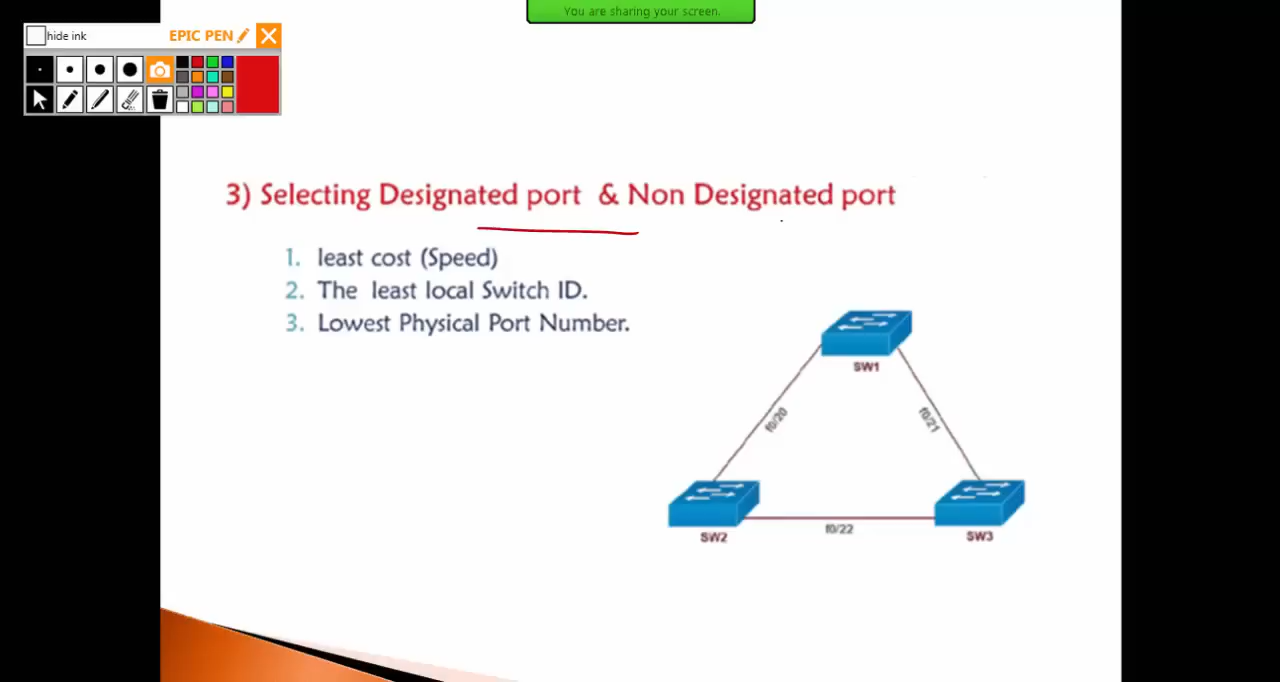 You are sharing your screen.
hide ink
EPIC PEN
3) Selecting Designated port & Non Designated port
1. least cost (Speed)
2. The least local Switch ID.
3. Lowest Physical Port Number.
SW1
f0/20
f0/21
SW2
f0/22
SW3